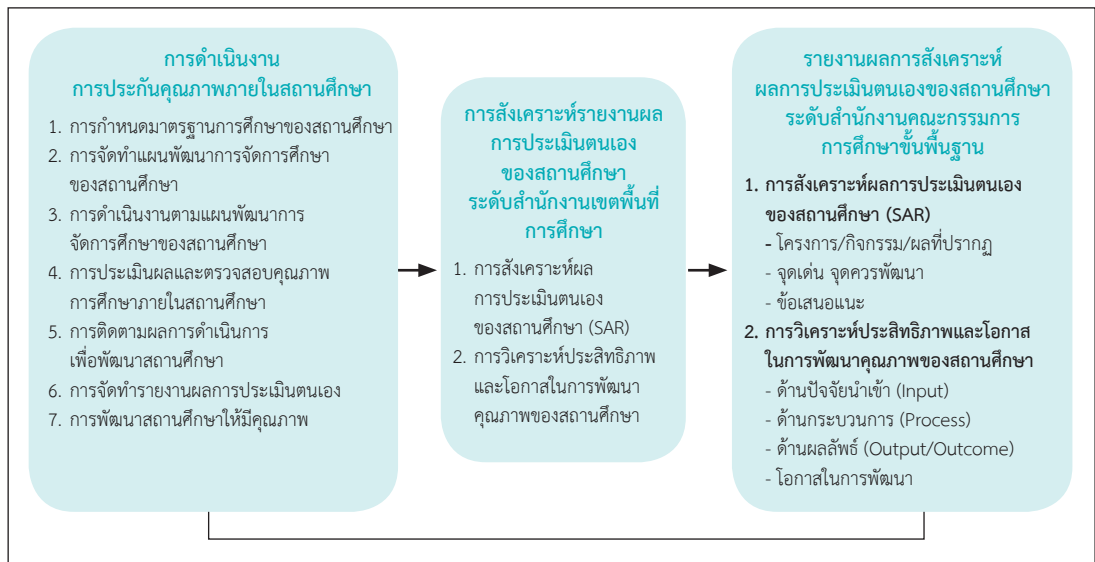 การดำเนินงาน
การประกันคุณภาพภายในสถานศึกษา
1. การกำหนดมาตรฐานการศึกษาของสถานศึกษา
2. การจัดทำแผนพัฒนาการจัดการศึกษา
ของสถานศึกษา
3. การดำเนินงานตามแผนพัฒนาการ
จัดการศึกษาของสถานศึกษา
4. การประเมินผลและตรวจสอบคุณภาพ
การศึกษาภายในสถานศึกษา
5. การติดตามผลการดำเนินการ
เพื่อพัฒนาสถานศึกษา
6. การจัดทำรายงานผลการประเมินตนเอง
7. การพัฒนาสถานศึกษาให้มีคุณภาพ
การสังเคราะห์รายงานผล
การประเมินตนเอง
ของสถานศึกษา
ระดับสำนักงานเขตพื้นที่
การศึกษา
1. การสังเคราะห์ผล
การประเมินตนเอง
ของสถานศึกษา (SAR)
2. การวิเคราะห์ประสิทธิภาพ
และโอกาสในการพัฒนา
คุณภาพของสถานศึกษา
รายงานผลการสังเคราะห์
ผลการประเมินตนเองของสถานศึกษา
ระดับสำนักงานคณะกรรมการ
การศึกษาขั้นพื้นฐาน
1. การสังเคราะห์ผลการประเมินตนเอง
ของสถานศึกษา (SAR)
- โครงการ/กิจกรรม/ผลที่ปรากฏ
- จุดเด่น จุดควรพัฒนา
- ข้อเสนอแนะ
2. การวิเคราะห์ประสิทธิภาพและโอกาส
ในการพัฒนาคุณภาพของสถานศึกษา
- ด้านปัจจัยนำเข้า (Input)
- ด้านกระบวนการ (Process)
- ด้านผลลัพธ์ (Output/Outcome)
- โอกาสในการพัฒนา